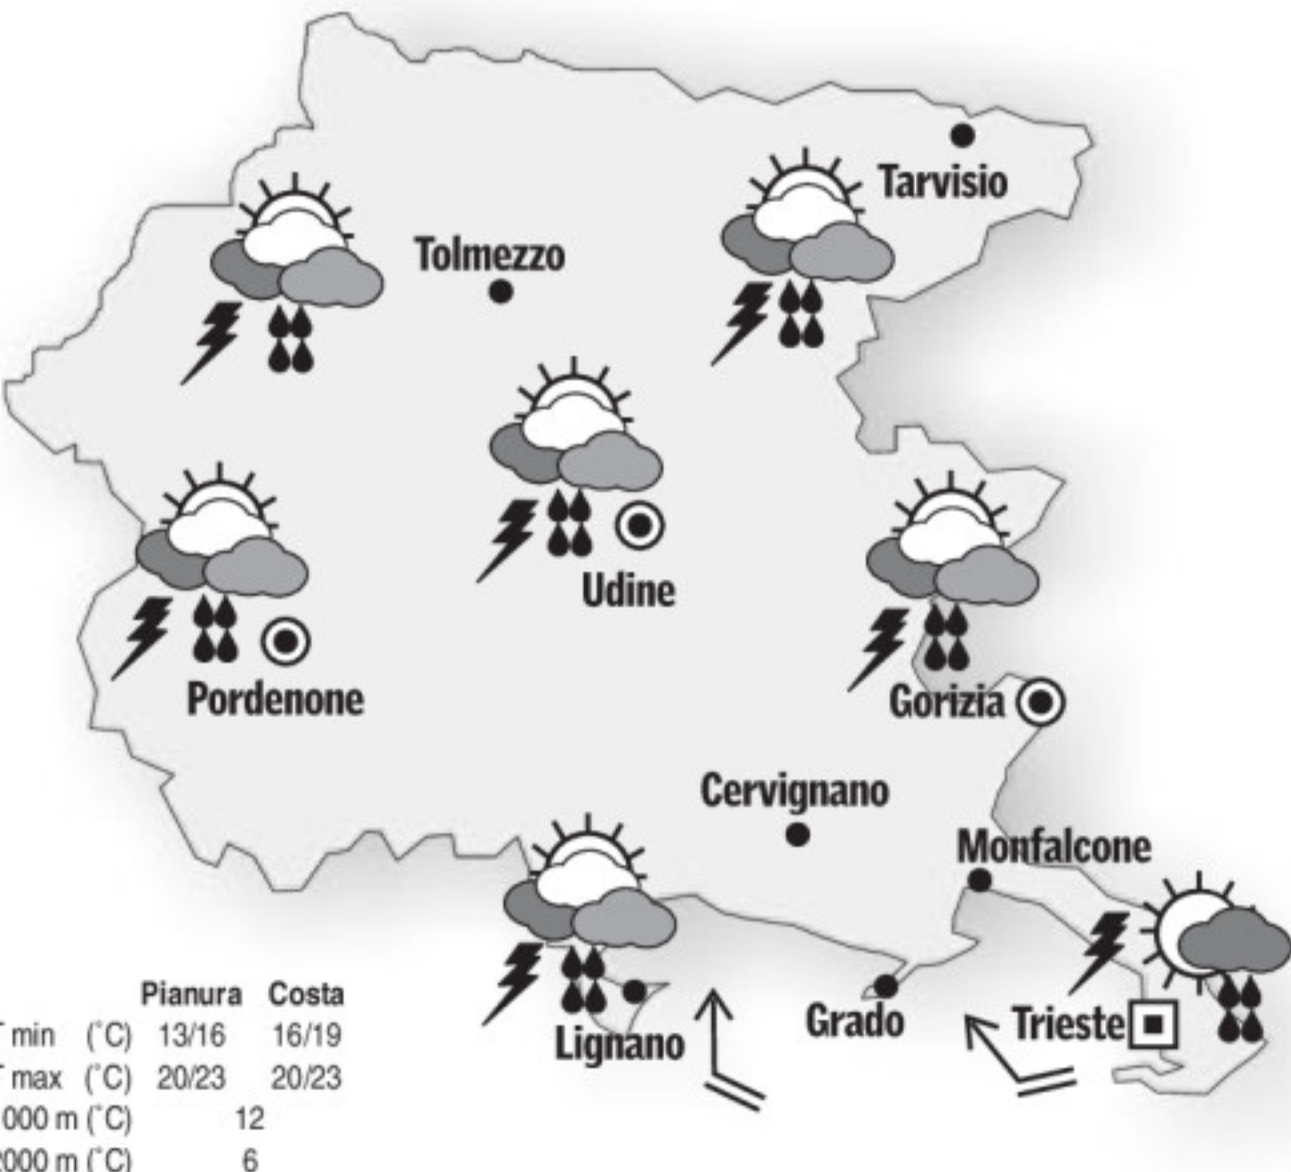 Tarvisio
Tolmezzo
Udine
Pordenone
Gorizia
Cervignano
Monfalcone
Lignano
Grado
Trieste
Pianura Costa
T min (°C) 13/16 16/19
T max (°C) 20/23 20/23
000 m (°C) 12
2000 m (°C) 6